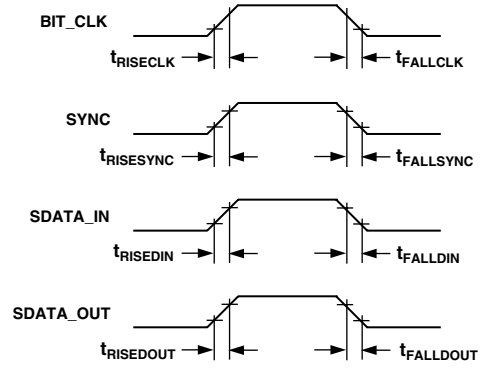 BIT_CLK
tRISECLK
tFALLCLK
SYNC
tRISESYNC
tFALLSYNC
SDATA_IN
tRISEDIN
tFALLDIN
SDATA_OUT
tRISEDOUT
tFALLDOUT